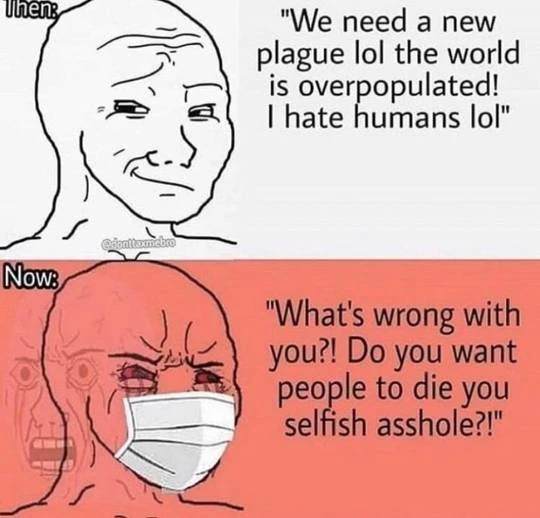 Then:
"We need a new
plague lol the world
is overpopulated!
I hate humans lol"
@donttaxmebro
Now:
"What's wrong with
you?! Do you want
people to die you
selfish asshole?!"